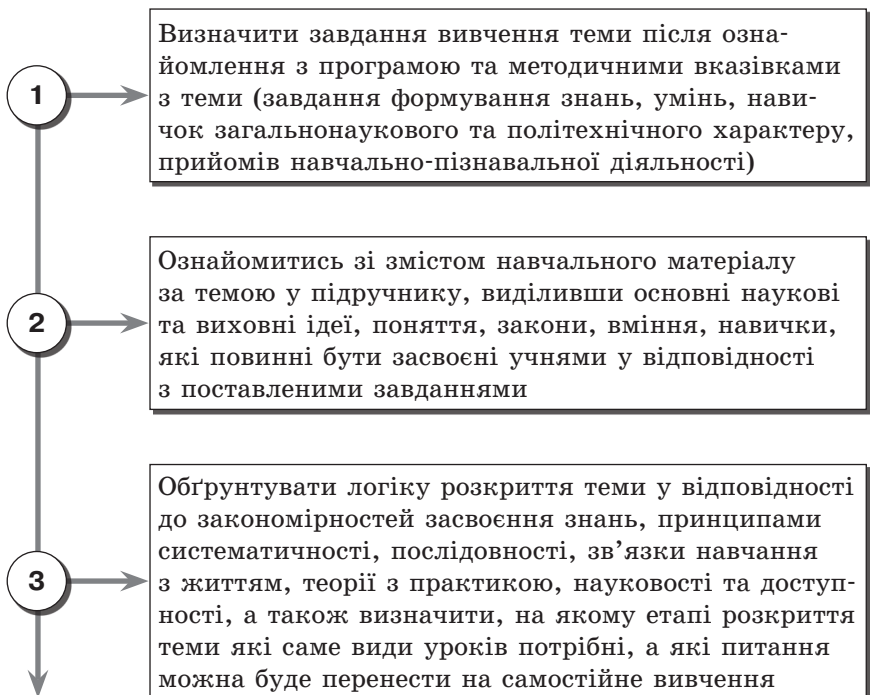 1
Визначити завдання вивчення теми після озна-
йомлення з програмою та методичними вказівками
з теми (завдання формування знань, умінь, нави-
чок загальнонаукового та політехнічного характеру,
прийомів навчально-пізнавальної діяльності)
2
Ознайомитись зі змістом навчального матеріалу
за темою у підручнику, виділивши основні наукові
та виховні ідеї, поняття, закони, вміння, навички,
які повинні бути засвоєні учнями у відповідності
з поставленими завданнями
3
Обґрунтувати логіку розкриття теми у відповідності
до закономірностей засвоєння знань, принципами
систематичності, послідовності, зв’язки навчання
з життям, теорії з практикою, науковості та доступ-
ності, а також визначити, на якому етапі розкриття
теми які саме види уроків потрібні, а які питання
можна буде перенести на самостійне вивчення